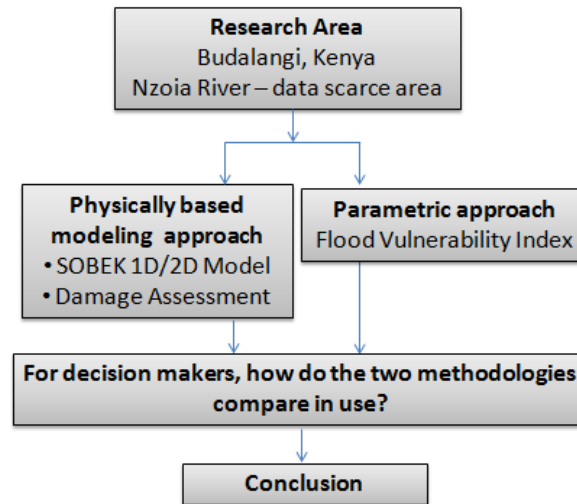 Research Area
Budalangi, Kenya
Nzoia River – data scarce area
Physically based
modeling approach
• SOBEK 1D/2D Model
• Damage Assessment
Parametric approach
Flood Vulnerability Index
For decision makers, how do the two methodologies
compare in use?
Conclusion